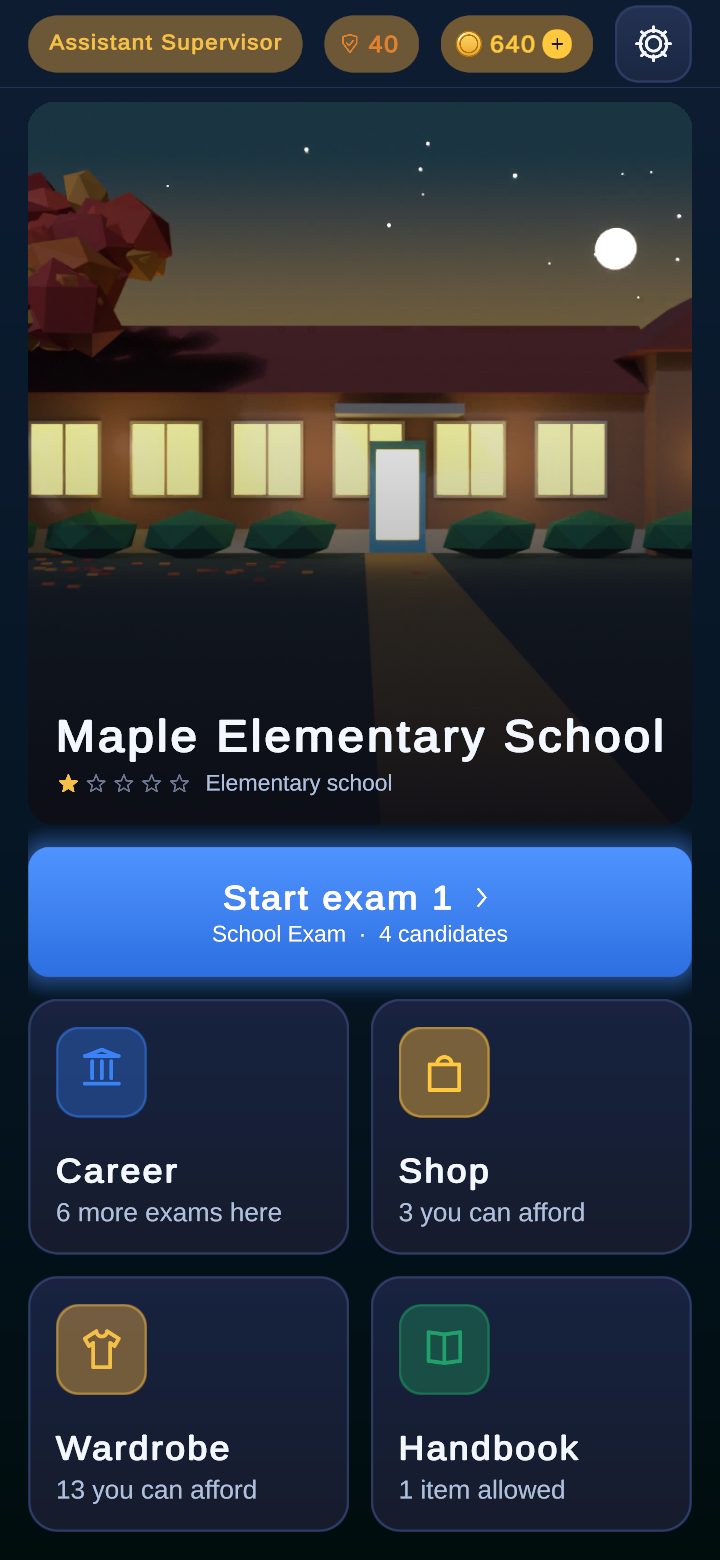 Assistant Supervisor
40
640 +
Maple Elementary School
Elementary school
Start exam 1
School Exam · 4 candidates
Career
6 more exams here
Shop
3 you can afford
Wardrobe
13 you can afford
Handbook
1 item allowed